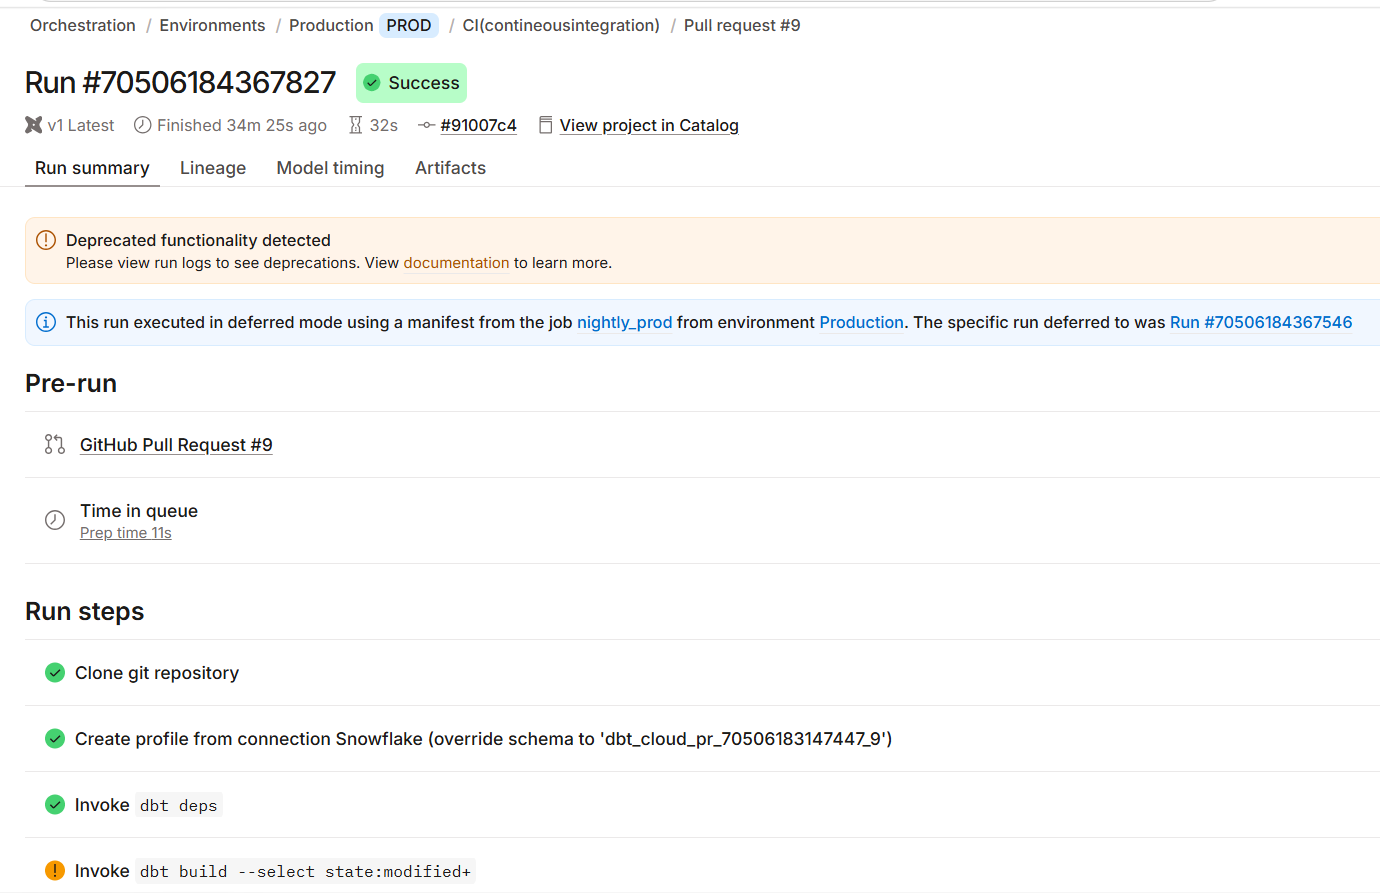 Orchestration / Environments / Production PROD / CI(contineousintegration) / Pull request #9
Run #70506184367827 Success
v1 Latest Finished 34m 25s ago 32s #91007c4 View project in Catalog
Run summary Lineage Model timing Artifacts
Deprecated functionality detected
Please view run logs to see deprecations. View documentation to learn more.
This run executed in deferred mode using a manifest from the job nightly_prod from environment Production. The specific run deferred to was Run #70506184367546
Pre-run
GitHub Pull Request #9
Time in queue
Prep time 11s
Run steps
Clone git repository
Create profile from connection Snowflake (override schema to 'dbt_cloud_pr_70506183147447_9')
Invoke dbt deps
Invoke dbt build --select state:modified+